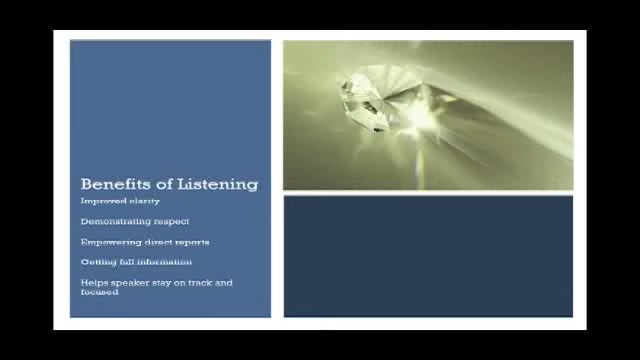 Benefits of Listening
Improved clarity
Demonstrating respect
Empowering direct reports
Getting full information
Helps speaker stay on track and
focused